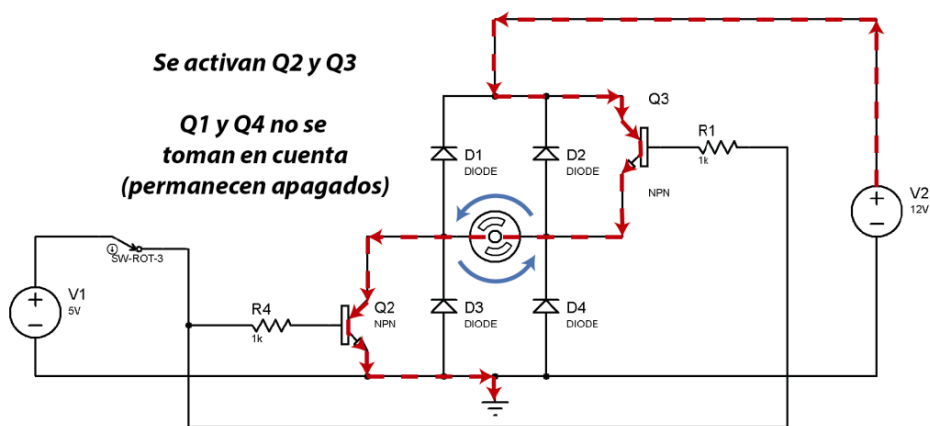 Se activan Q2 y Q3
Q1 y Q4 no se
toman en cuenta
(permanecen apagados)
Q3
NPN
R1
1k
D1
DIODE
D2
DIODE
V2
12V
SW-ROT-3
V1
5V
R4
1k
Q2
NPN
D3
DIODE
D4
DIODE